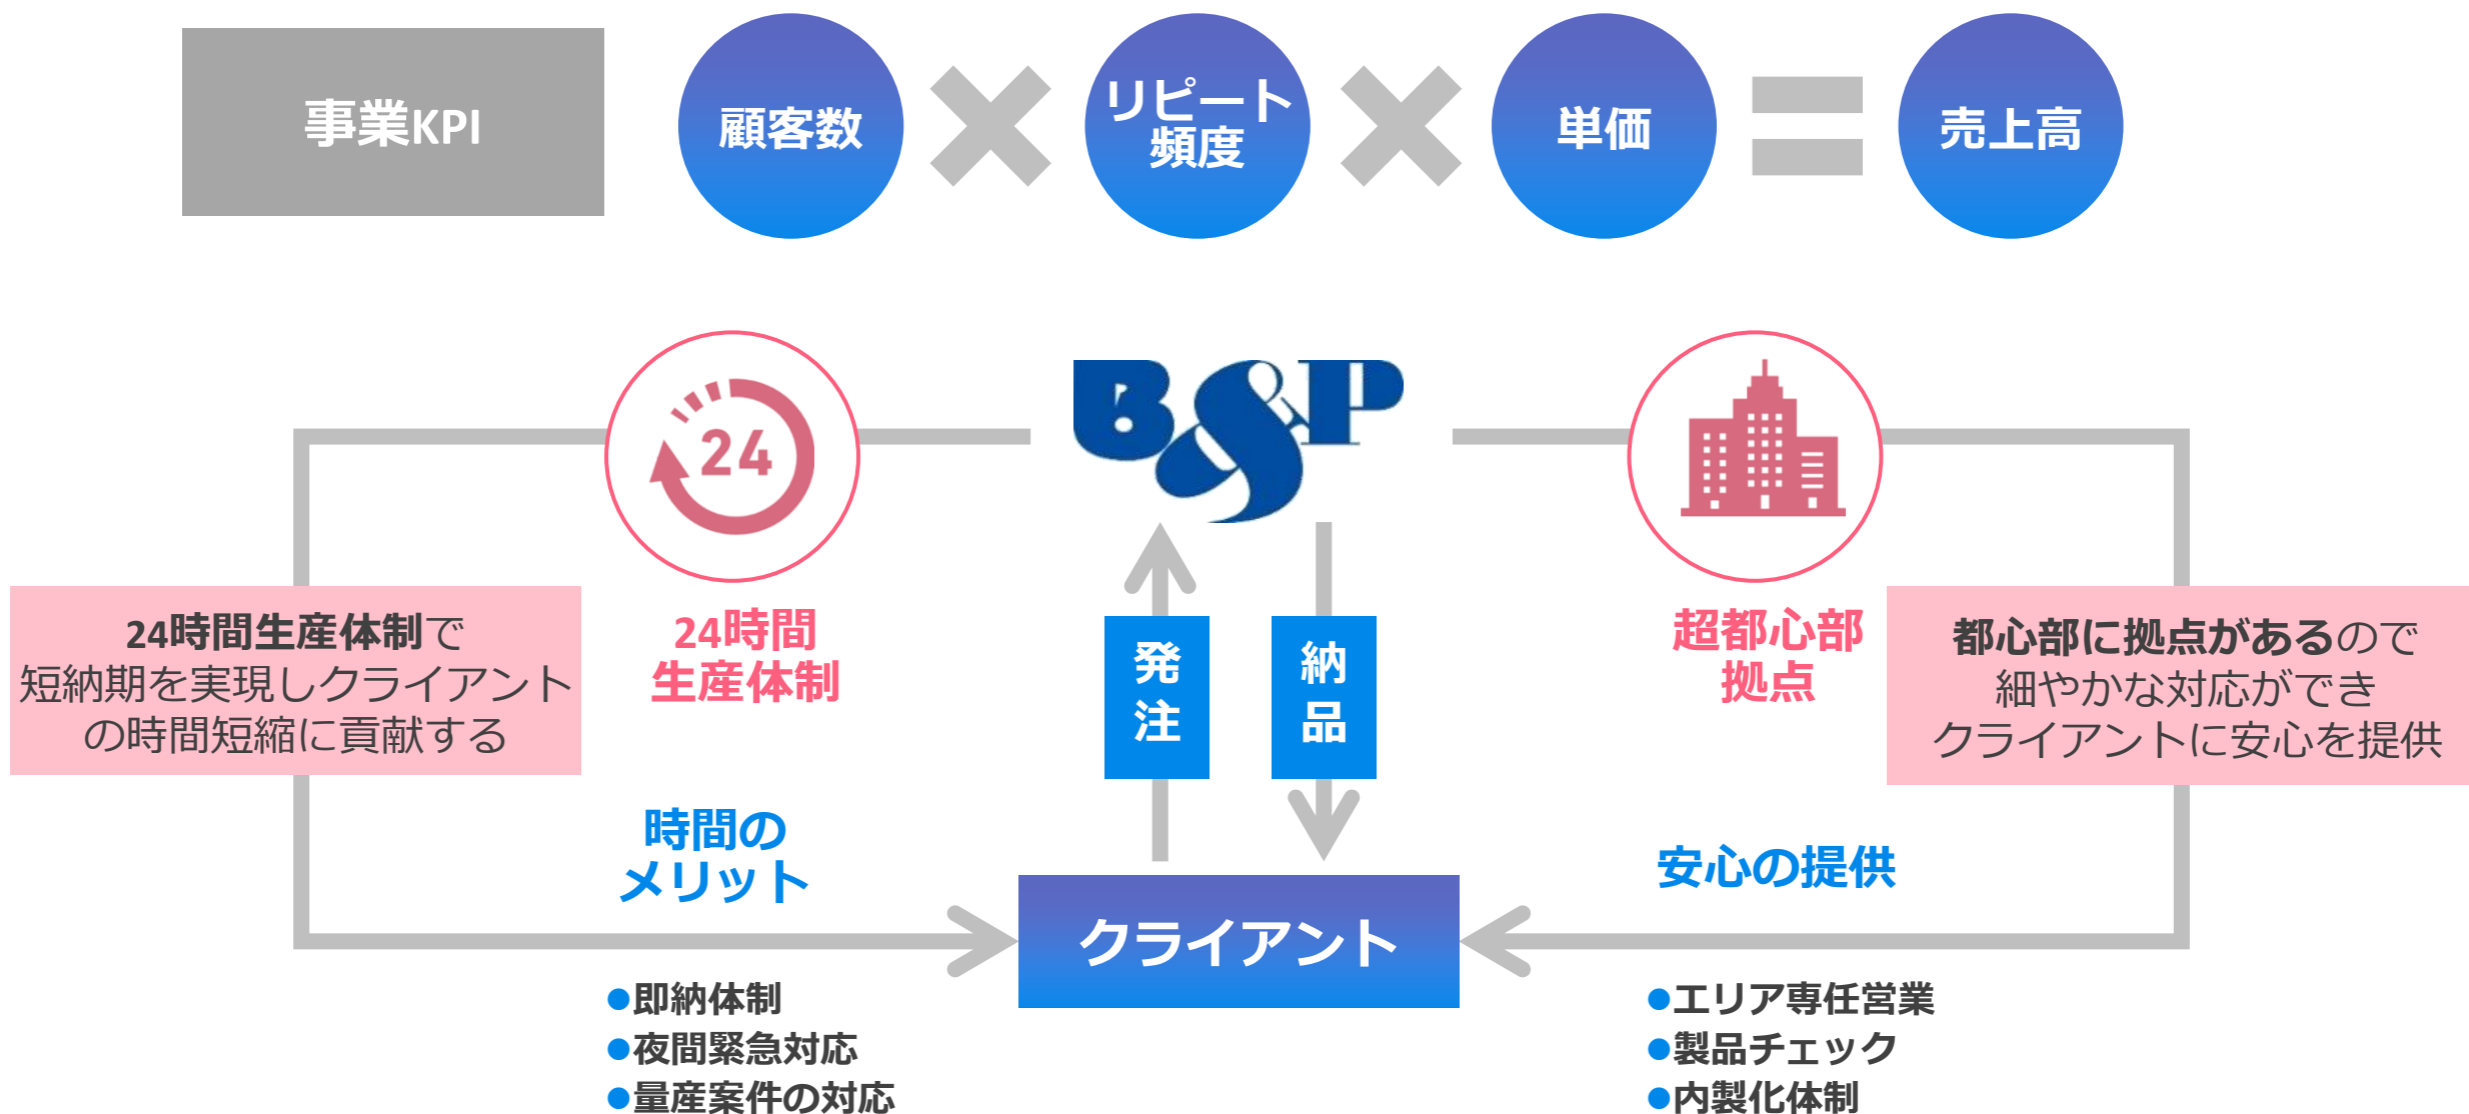 事業KPI
顧客数
リピート
頻度
単価
売上高
24
B&P
24時間
生産体制
超都心部
拠点
24時間生産体制で
短納期を実現しクライアント
の時間短縮に貢献する
発注
納品
都心部に拠点があるので
細やかな対応ができ
クライアントに安心を提供
時間の
メリット
安心の提供
クライアント
●即納体制
●夜間緊急対応
●量産案件の対応
●エリア専任営業
●製品チェック
●内製化体制